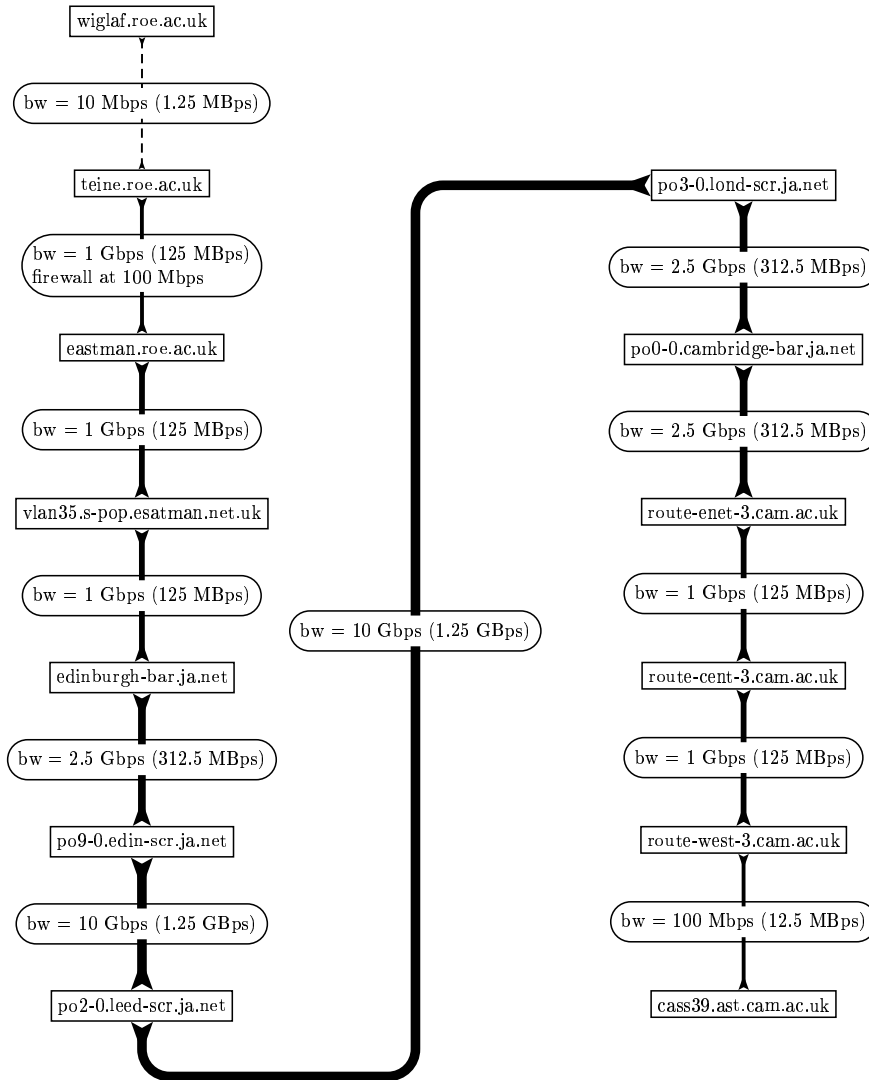 wiglaf.roe.ac.uk
bw = 10 Mbps (1.25 MBps)
teine.roe.ac.uk
bw = 1 Gbps (125 MBps)
firewall at 100 Mbps
eastman.roe.ac.uk
bw = 1 Gbps (125 MBps)
vlan35.s-pop.esatman.net.uk
bw = 1 Gbps (125 MBps)
edinburgh-bar.ja.net
bw = 2.5 Gbps (312.5 MBps)
po9-0.edin-scr.ja.net
bw = 10 Gbps (1.25 GBps)
po2-0.leed-scr.ja.net
bw = 10 Gbps (1.25 GBps)
po3-0.lond-scr.ja.net
bw = 2.5 Gbps (312.5 MBps)
po0-0.cambridge-bar.ja.net
bw = 2.5 Gbps (312.5 MBps)
route-enet-3.cam.ac.uk
bw = 1 Gbps (125 MBps)
route-cent-3.cam.ac.uk
bw = 1 Gbps (125 MBps)
route-west-3.cam.ac.uk
bw = 100 Mbps (12.5 MBps)
cass39.ast.cam.ac.uk